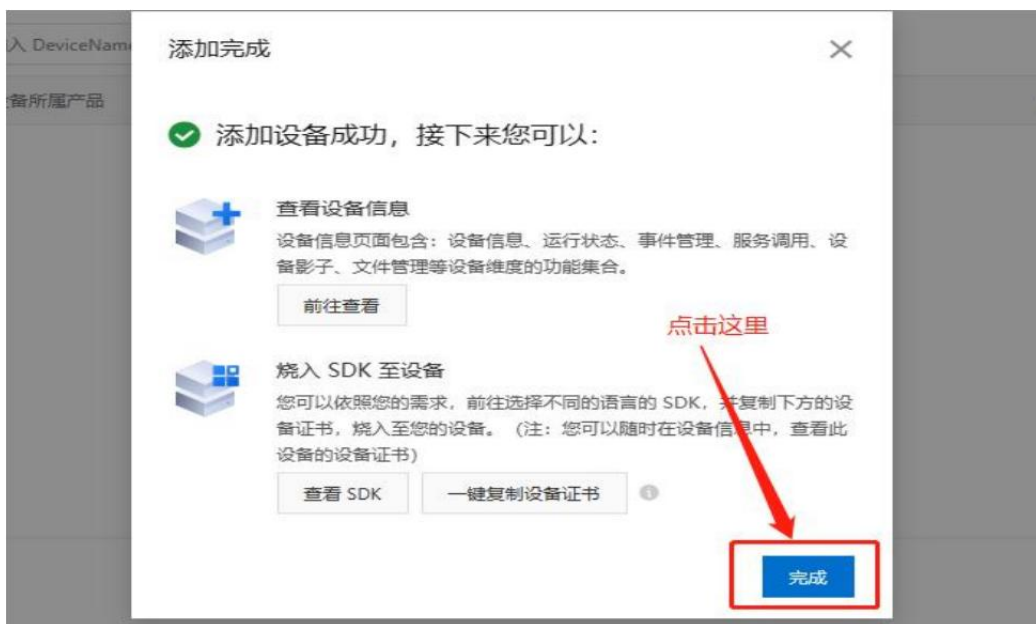 入 DeviceName
添加完成
备所属产品
添加设备成功，接下来您可以：
查看设备信息
设备信息页面包含：设备信息、运行状态、事件管理、服务调用、设
备影子、文件管理等设备维度的功能集合。
前往查看
点击这里
烧入 SDK 至设备
您可以依照您的需求，前往选择不同的语言的 SDK，并复制下方的设
备证书，烧入至您的设备。（注：您可以随时在设备信息中，查看此
设备的设备证书）
查看 SDK
一键复制设备证书
完成